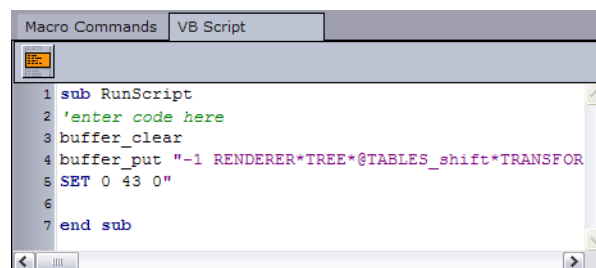 Macro Commands VB Script
1 sub RunScript
2 'enter code here
3 buffer_clear
4 buffer_put "-1 RENDERER*TREE*@TABLES_shift*TRANSFOR
5 SET 0 43 0"
6
7 end sub